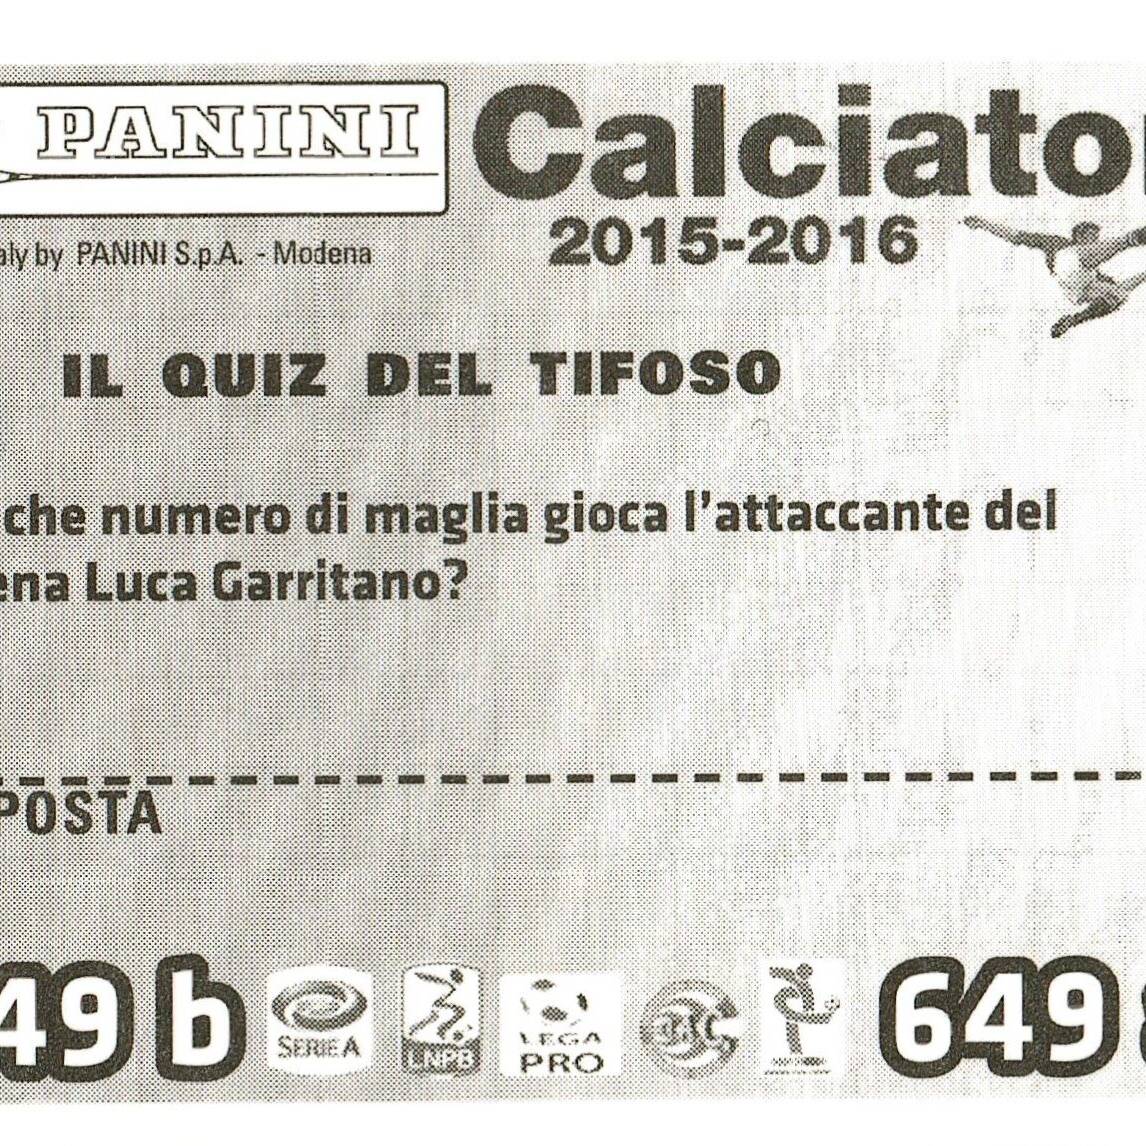 PANINI
Calciato
2015-2016
aly by PANINI S.p.A. - Modena
IL QUIZ DEL TIFOSO
che numero di maglia gioca l'attaccante del
ena Luca Garritano?
POSTA
49 b
SERIE A
LNPB
LEGA
PRO
649